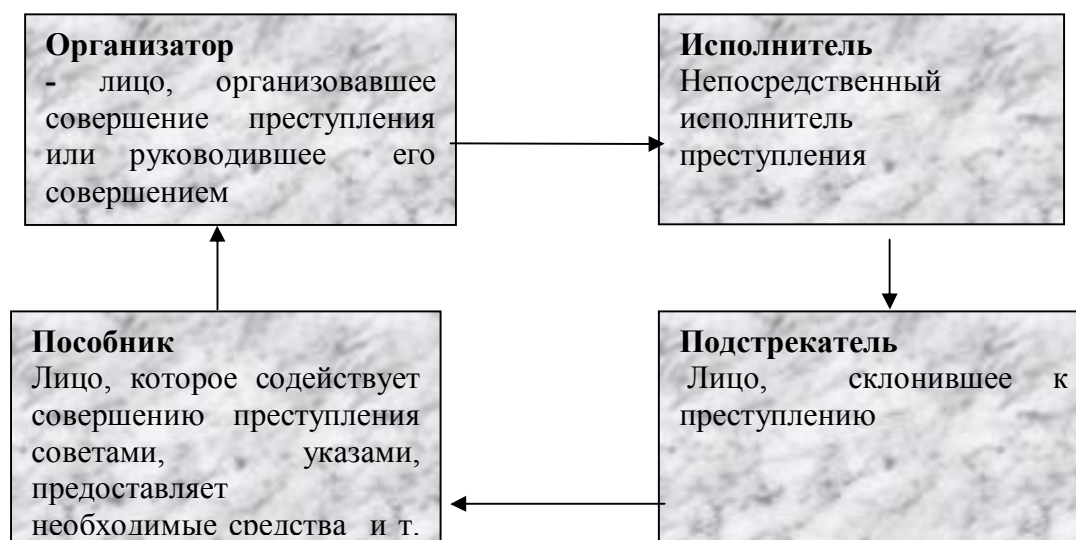 Организатор
- лицо, организовавшее
совершение преступления
или руководившее его
совершением
Исполнитель
Непосредственный
исполнитель
преступления
Пособник
Лицо, которое содействует
совершению преступления
советами, указами,
предоставляет
необходимые средства и т.
Подстрекатель
Лицо, склонившее к
преступлению